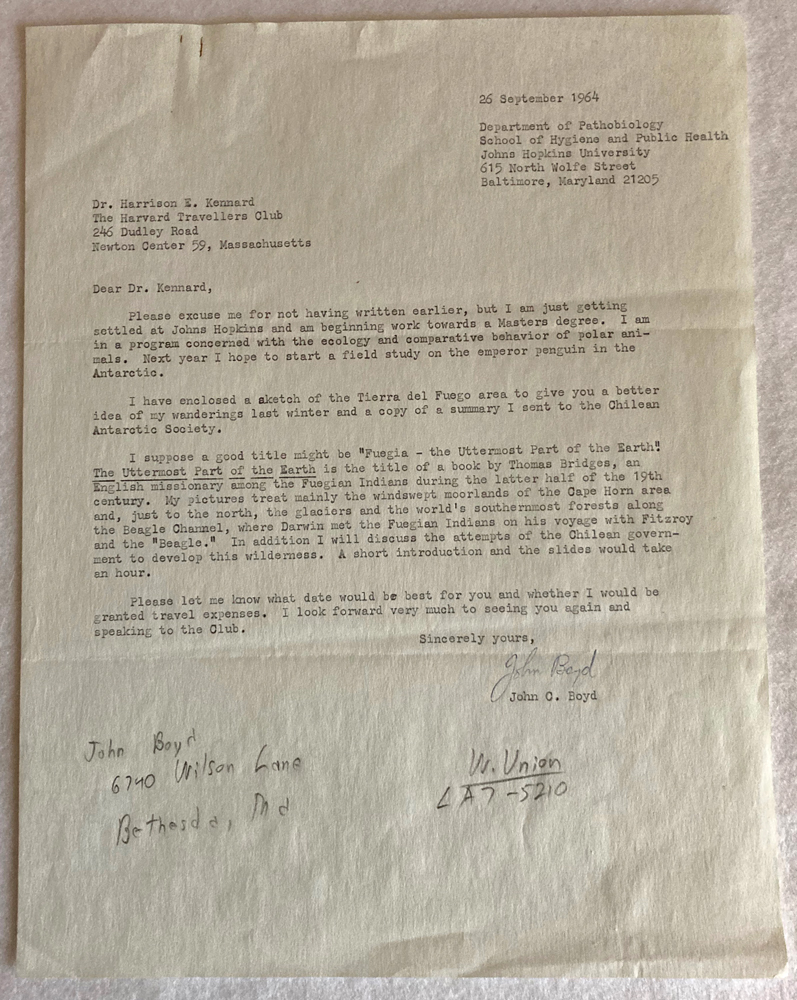 26 September 1964
Department of Pathobiology
School of Hygiene and Public Health
Johns Hopkins University
615 North Wolfe Street
Baltimore, Maryland 21205
Dr. Harrison E. Kennard
The Harvard Travellers Club
246 Dudley Road
Newton Center 59, Massachusetts
Dear Dr. Kennard,
Please excuse me for not having written earlier, but I am just getting
settled at Johns Hopkins and am beginning work towards a Masters degree. I am
in a program concerned with the ecology and comparative behavior of polar ani-
mals. Next year I hope to start a field study on the emperor penguin in the
Antarctic.
I have enclosed a sketch of the Tierra del Fuego area to give you a better
idea of my wanderings last winter and a copy of a summary I sent to the Chilean
Antarctic Society.
I suppose a good title might be "Fuegia - the Uttermost Part of the Earth".
The Uttermost Part of the Earth is the title of a book by Thomas Bridges, an
English missionary among the Fuegian Indians during the latter half of the 19th
century. My pictures treat mainly the windswept moorlands of the Cape Horn area
and, just to the north, the glaciers and the world's southernmost forests along
the Beagle Channel, where Darwin met the Fuegian Indians on his voyage with Fitzroy
and the "Beagle." In addition I will discuss the attempts of the Chilean govern-
ment to develop this wilderness. A short introduction and the slides would take
an hour.
Please let me know what date would be best for you and whether I would be
granted travel expenses. I look forward very much to seeing you again and
speaking to the Club.
Sincerely yours,
John Boyd
John C. Boyd
John Boyd
6740 Wilson Lane
Bethesda, Md
W. Union
LA7-5210